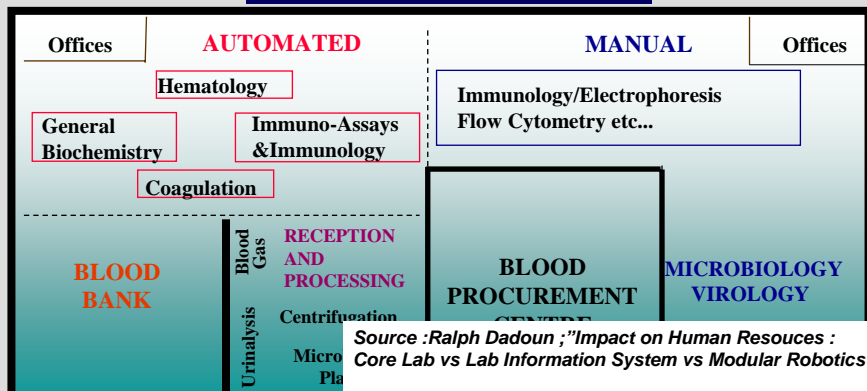 Offices
AUTOMATED
MANUAL
Offices
Hematology
General
Biochemistry
Immuno-Assays
&Immunology
Coagulation
Immunology/Electrophoresis
Flow Cytometry etc...
BLOOD
BANK
Blood
Gas
Urinalysis
RECEPTION
AND
PROCESSING
Centrifugation
BLOOD
PROCUREMENT
CENTRE
MICROBIOLOGY
VIROLOGY
Source :Ralph Dadoun ;”Impact on Human Resouces :
Core Lab vs Lab Information System vs Modular Robotics